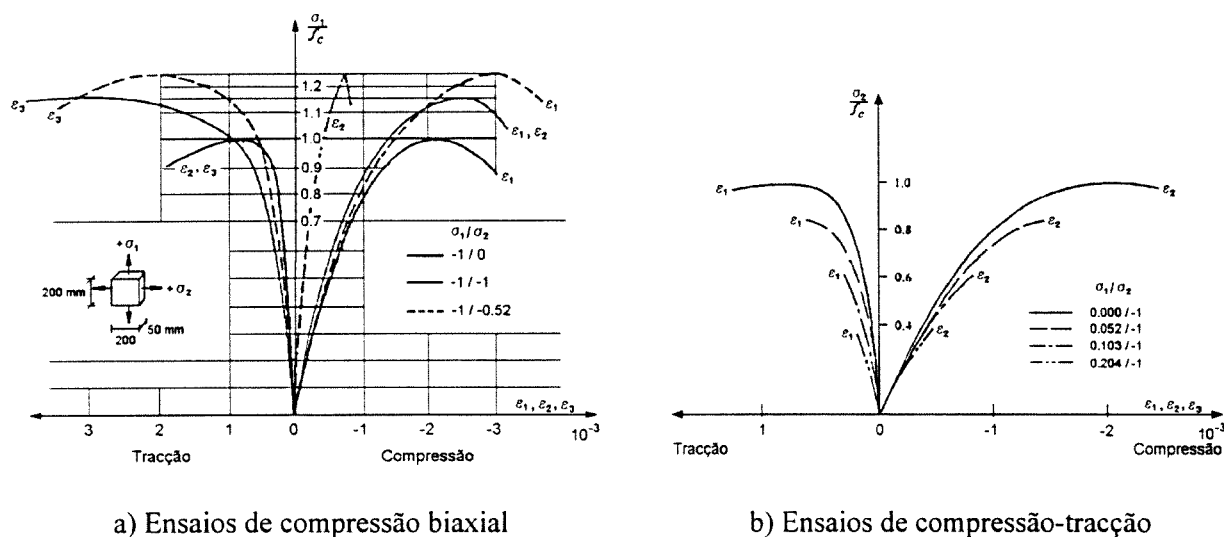 σ₁
f_c
1.2
1.1
1.0
0.9
0.8
0.7
ε₃
ε₃
ε₂, ε₃
ε₂
ε₁
ε₁, ε₂
ε₁
+σ₁
200 mm
+σ₂
200
50 mm
σ₁/σ₂
-1 / 0
-1 / -1
-1 / -0.52
ε₁, ε₂, ε₃
3 2 1 0 -1 -2 -3 10⁻³
Tracção Compressão
a) Ensaios de compressão biaxial
σ₂
f_c
1.0
0.8
0.6
0.4
ε₁
ε₁
ε₁
ε₁
ε₂
ε₂
ε₂
ε₂
σ₁/σ₂
0.000 / -1
0.052 / -1
0.103 / -1
0.204 / -1
ε₁, ε₂, ε₃
1 0 -1 -2 10⁻³
Tracção Compressão
b) Ensaios de compressão-tracção